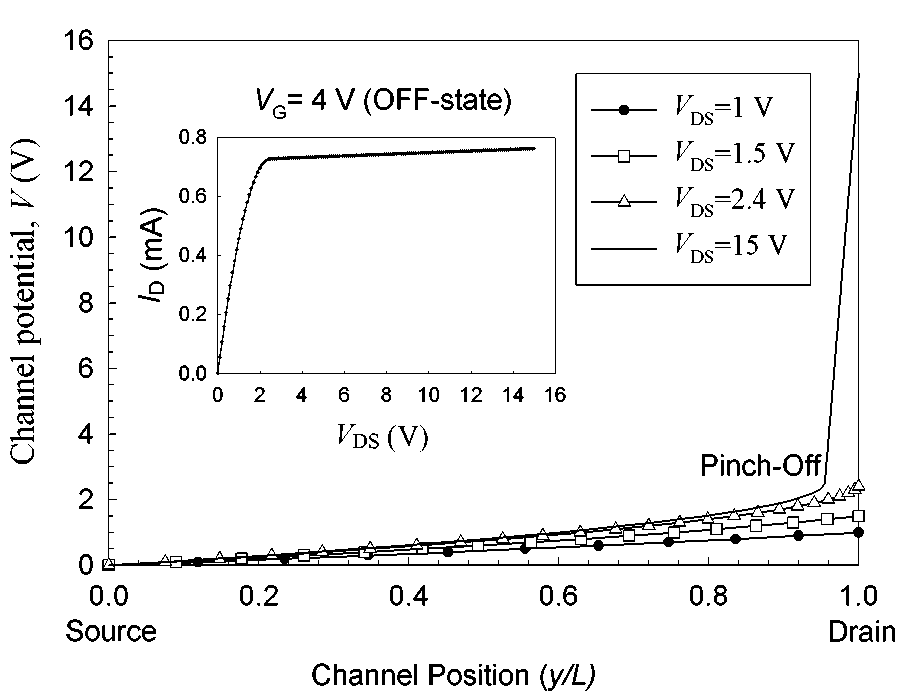 16
14
12
10
8
6
4
2
0
Channel potential, V (V)
V_G= 4 V (OFF-state)
0.8
0.6
0.4
0.2
0.0
I_D (mA)
0 2 4 6 8 10 12 14 16
V_DS (V)
V_DS=1 V
V_DS=1.5 V
V_DS=2.4 V
V_DS=15 V
Pinch-Off
0.0 0.2 0.4 0.6 0.8 1.0
Source Drain
Channel Position (y/L)